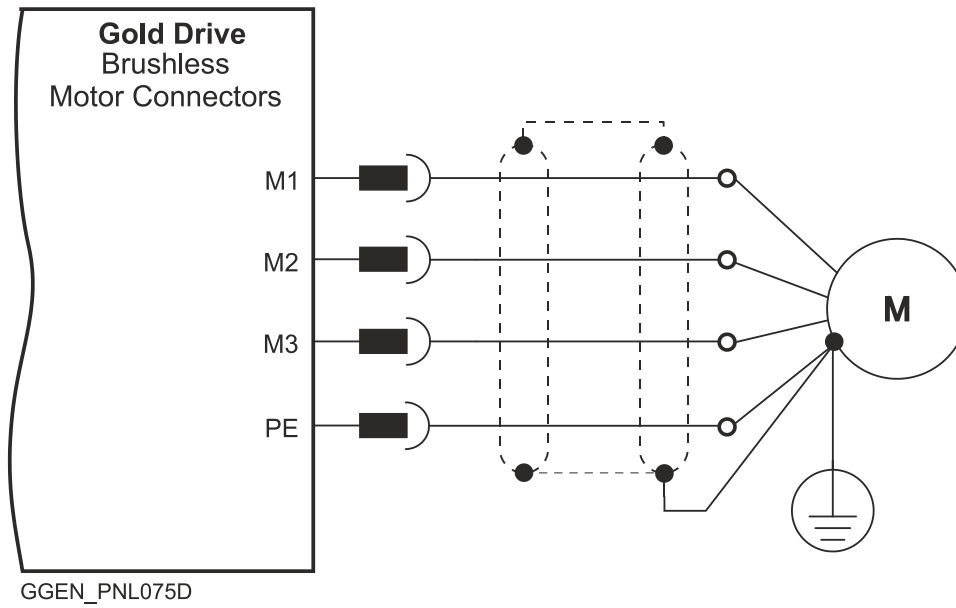 Gold Drive
Brushless
Motor Connectors
M1
M2
M3
PE
M
GGEN_PNL075D